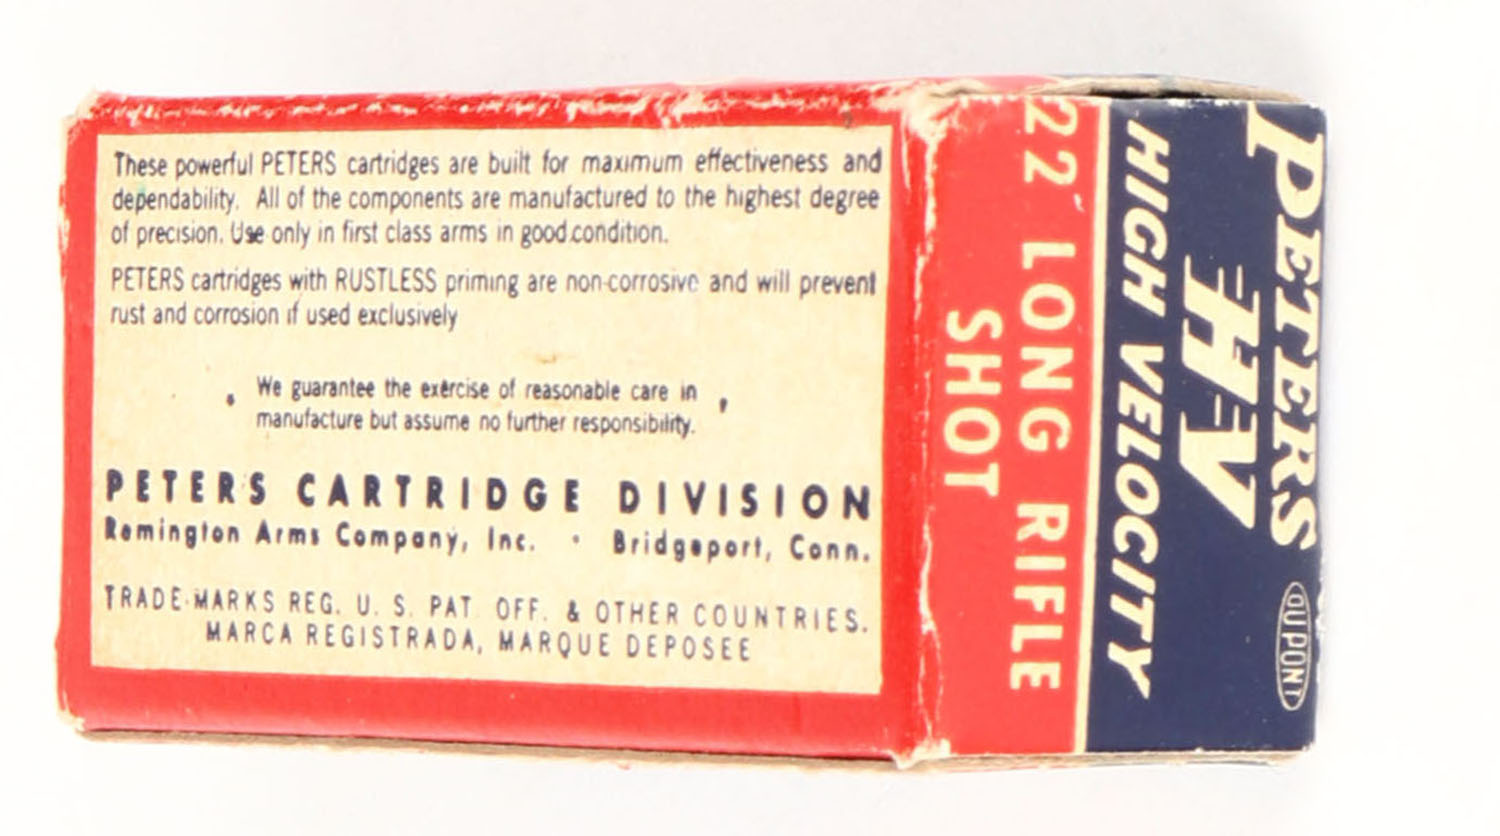 These powerful PETERS cartridges are built for maximum effectiveness and
dependability. All of the components are manufactured to the highest degree
of precision. Use only in first class arms in good condition.
PETERS cartridges with RUSTLESS priming are non-corrosive and will prevent
rust and corrosion if used exclusively
We guarantee the exercise of reasonable care in
manufacture but assume no further responsibility.
PETERS CARTRIDGE DIVISION
Remington Arms Company, Inc. · Bridgeport, Conn.
TRADE-MARKS REG. U. S. PAT. OFF. & OTHER COUNTRIES.
MARCA REGISTRADA, MARQUE DEPOSEE
PETERS
HV
HIGH VELOCITY
22 LONG RIFLE
SHOT
DUPONT